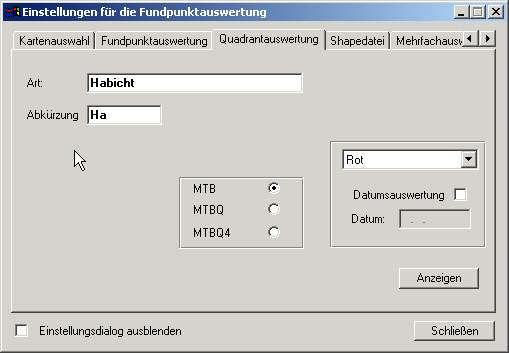 Einstellungen für die Fundpunktauswertung
Kartenauswahl Fundpunktauswertung Quadrantauswertung Shapedatei Mehrfachausw
Art: Habicht
Abkürzung Ha
Rot
MTB
MTBQ
MTBQ4
Datumsauswertung
Datum: . .
Anzeigen
Einstellungsdialog ausblenden
Schließen